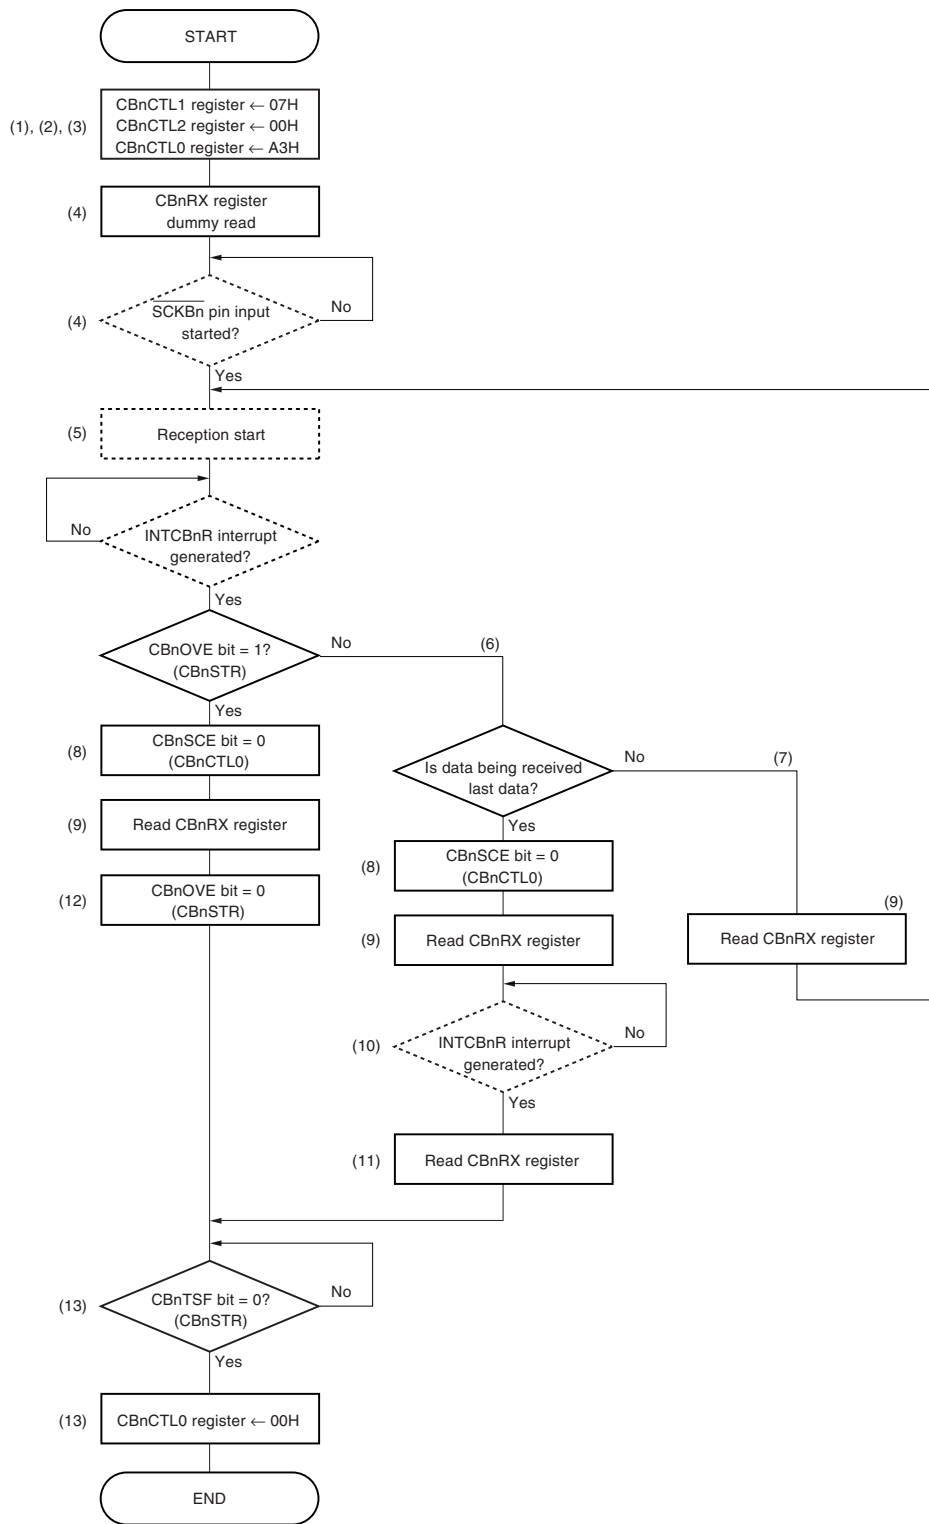 START
(1), (2), (3)
CBnCTL1 register ← 07H
CBnCTL2 register ← 00H
CBnCTL0 register ← A3H
(4)
CBnRX register
dummy read
(4)
SCKBn pin input
started?
No
Yes
(5)
Reception start
No
INTCBnR interrupt
generated?
Yes
CBnOVE bit = 1?
(CBnSTR)
No
(6)
Yes
(8)
CBnSCE bit = 0
(CBnCTL0)
Is data being received
last data?
No
(7)
Yes
(9)
Read CBnRX register
(8)
CBnSCE bit = 0
(CBnCTL0)
(12)
CBnOVE bit = 0
(CBnSTR)
(9)
Read CBnRX register
(9)
Read CBnRX register
(10)
INTCBnR interrupt
generated?
No
Yes
(11)
Read CBnRX register
(13)
CBnTSF bit = 0?
(CBnSTR)
No
Yes
(13)
CBnCTL0 register ← 00H
END